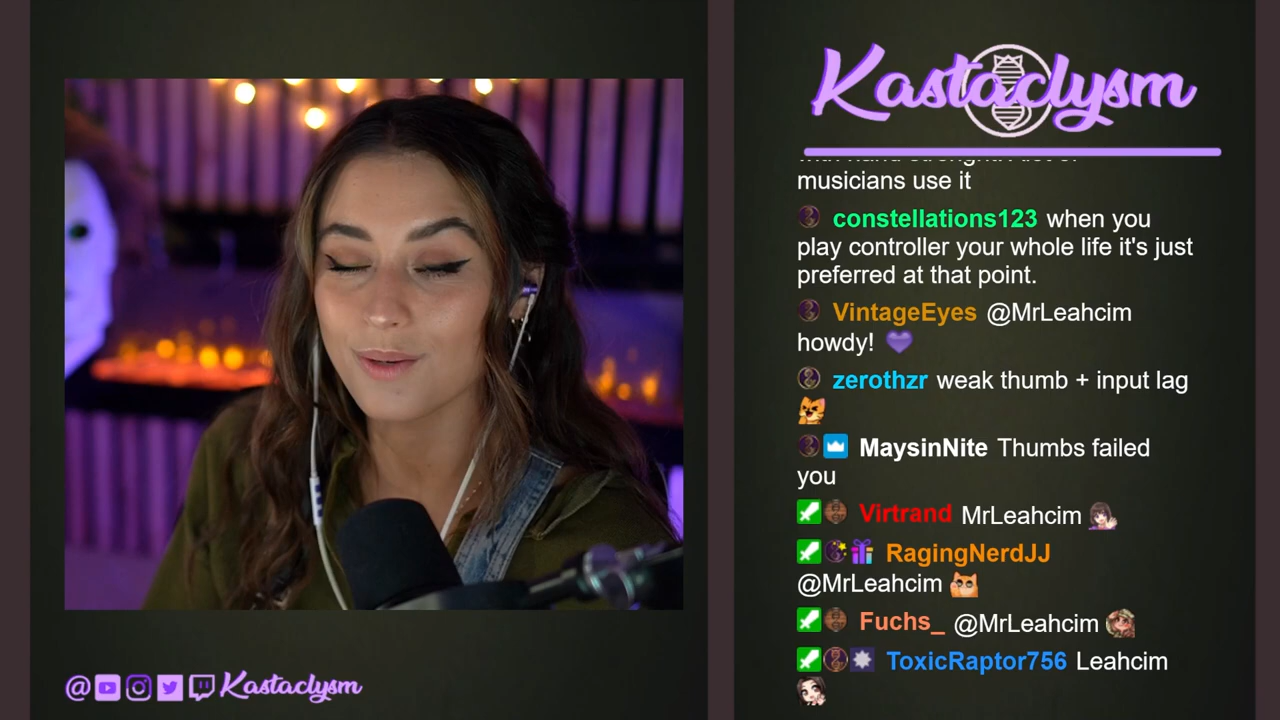 Kastaclysm
musicians use it
constellations123 when you
play controller your whole life it's just
preferred at that point.
VintageEyes @MrLeahcim
howdy!
zerothzr weak thumb + input lag
MaysinNite Thumbs failed
you
Virtrand MrLeahcim
RagingNerdJJ
@MrLeahcim
Fuchs_ @MrLeahcim
ToxicRaptor756 Leahcim
@ Kastaclysm